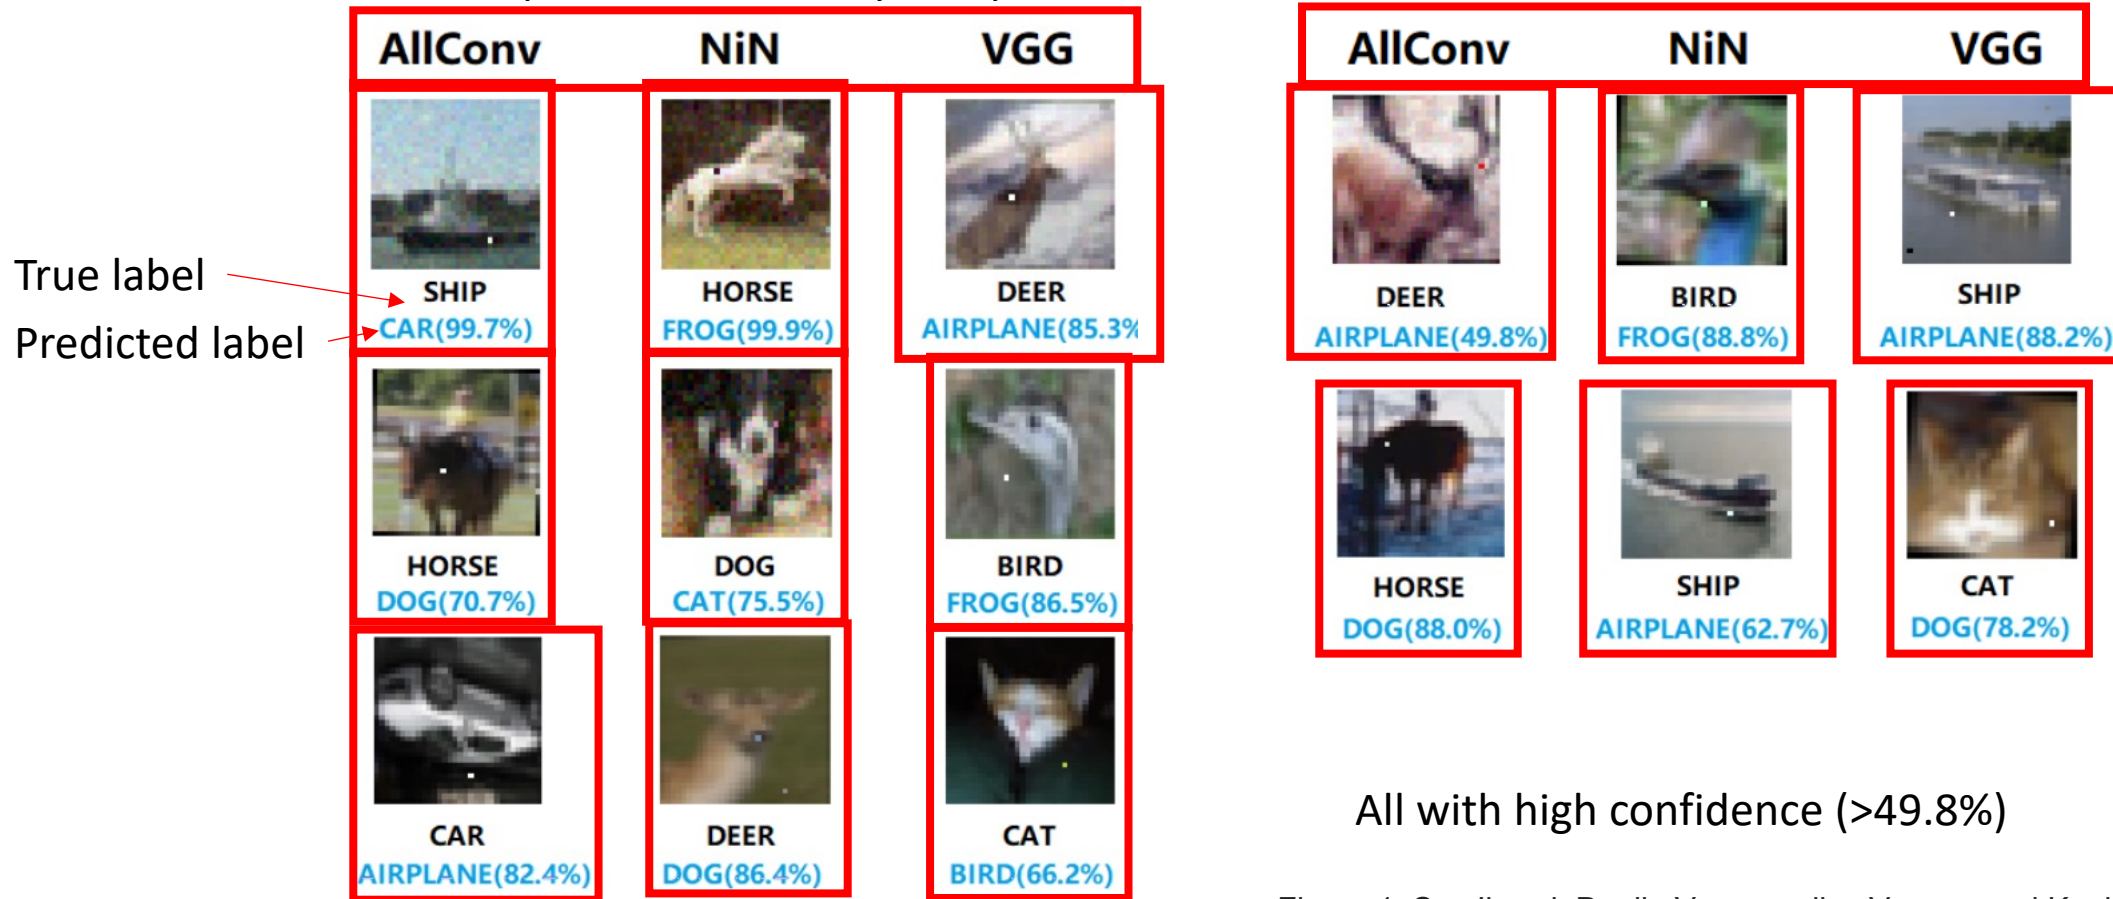 AllConv NiN VGG
SHIP HORSE DEER
CAR(99.7%) FROG(99.9%) AIRPLANE(85.3%
True label
Predicted label
HORSE DOG BIRD
DOG(70.7%) CAT(75.5%) FROG(86.5%)
CAR DEER CAT
AIRPLANE(82.4%) DOG(86.4%) BIRD(66.2%)
AllConv NiN VGG
DEER BIRD SHIP
AIRPLANE(49.8%) FROG(88.8%) AIRPLANE(88.2%)
HORSE SHIP CAT
DOG(88.0%) AIRPLANE(62.7%) DOG(78.2%)
All with high confidence (>49.8%)